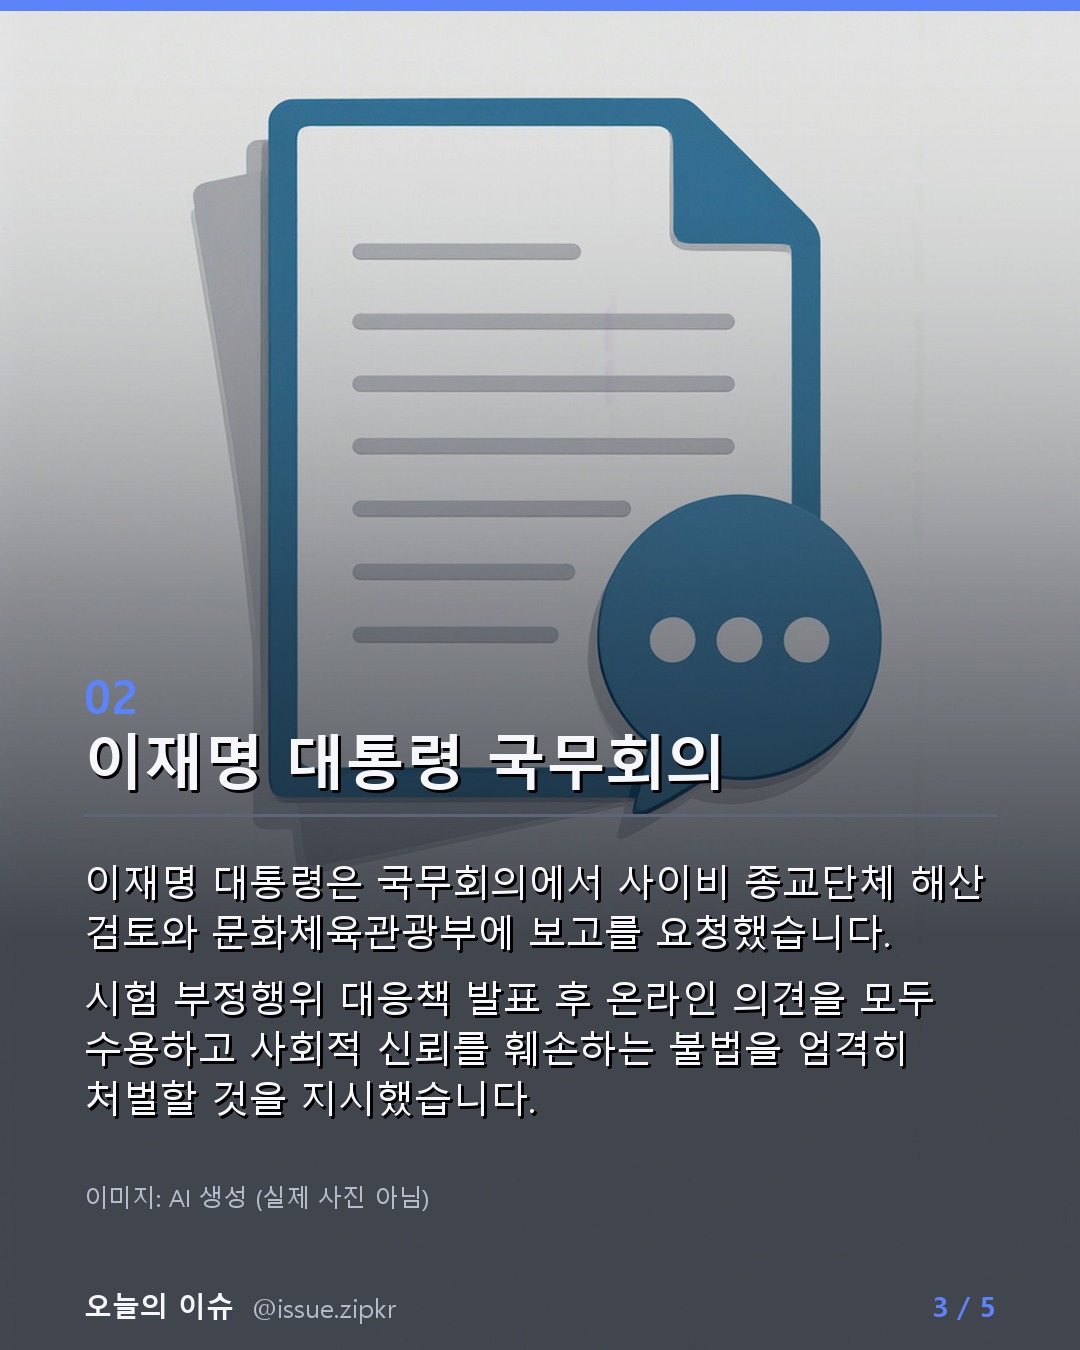 02
이재명 대통령 국무회의
이재명 대통령은 국무회의에서 사이비 종교단체 해산
검토와 문화체육관광부에 보고를 요청했습니다.
시험 부정행위 대응책 발표 후 온라인 의견을 모두
수용하고 사회적 신뢰를 훼손하는 불법을 엄격히
처벌할 것을 지시했습니다.
이미지: AI 생성 (실제 사진 아님)
오늘의 이슈 @issue.zipkr 3 / 5